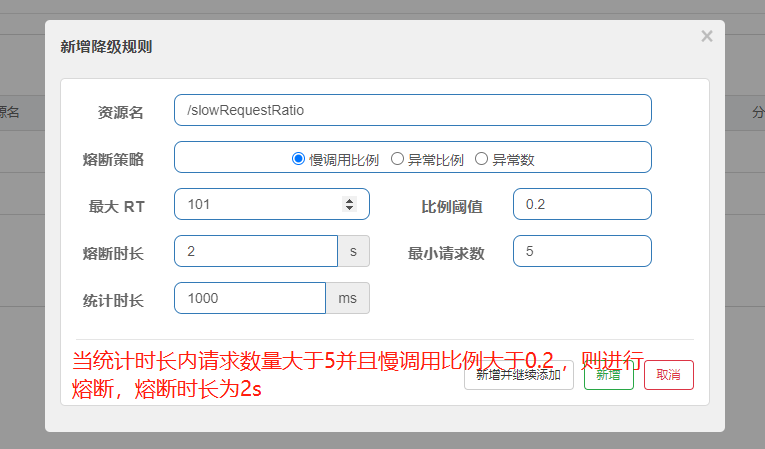 新增降级规则 ×
源名 分
资源名 /slowRequestRatio
熔断策略 慢调用比例 异常比例 异常数
最大 RT 101 比例阈值 0.2
熔断时长 2 s 最小请求数 5
统计时长 1000 ms
当统计时长内请求数量大于5并且慢调用比例大于0.2 ，则进行
熔断，熔断时长为2s
新增并继续添加 新增 取消